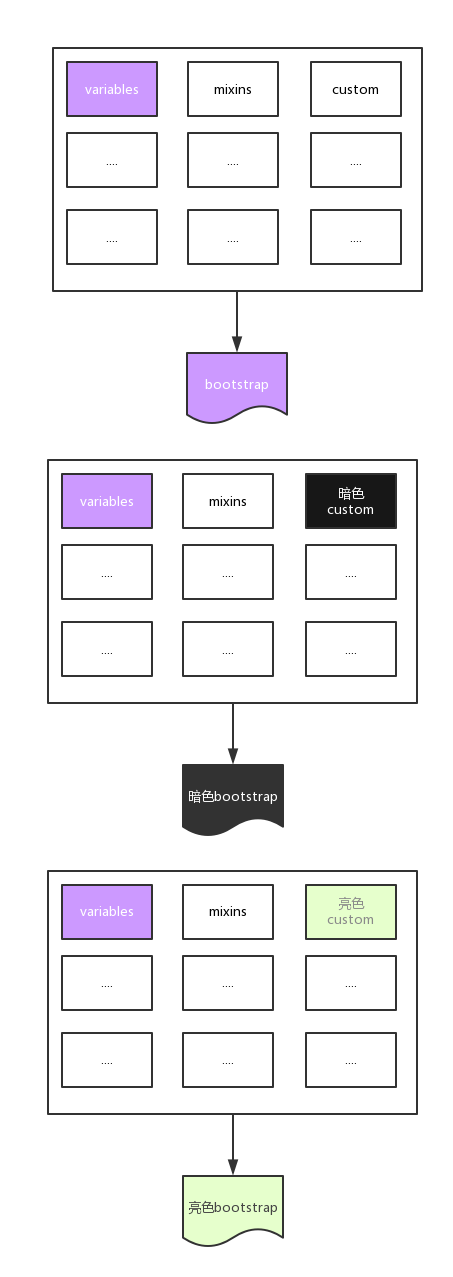 variables
mixins
custom
....
....
....
....
....
....
bootstrap
variables
mixins
暗色
custom
....
....
....
....
....
....
暗色bootstrap
variables
mixins
亮色
custom
....
....
....
....
....
....
亮色bootstrap